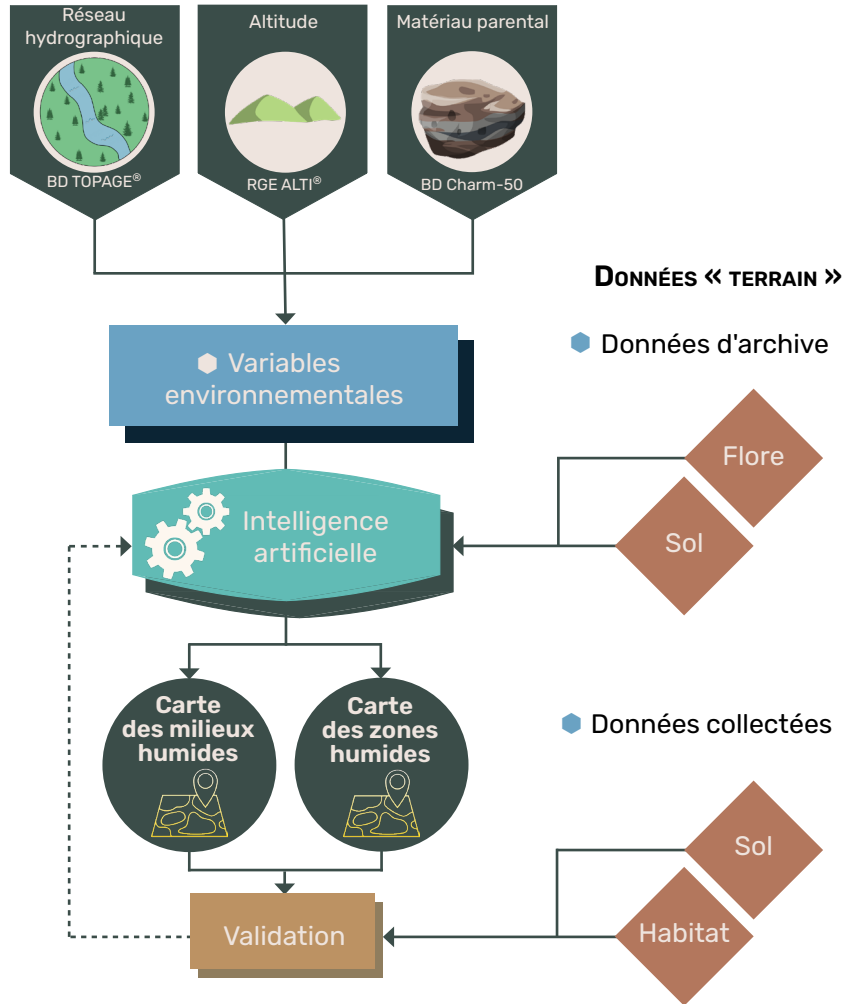 Réseau
hydrographique
BD TOPAGE®
Altitude
RGE ALTI®
Matériau parental
BD Charm-50
DONNÉES « TERRAIN »
Données d'archive
Variables
environnementales
Flore
Sol
Intelligence
artificielle
Carte
des milieux
humides
Carte
des zones
humides
Données collectées
Sol
Habitat
Validation